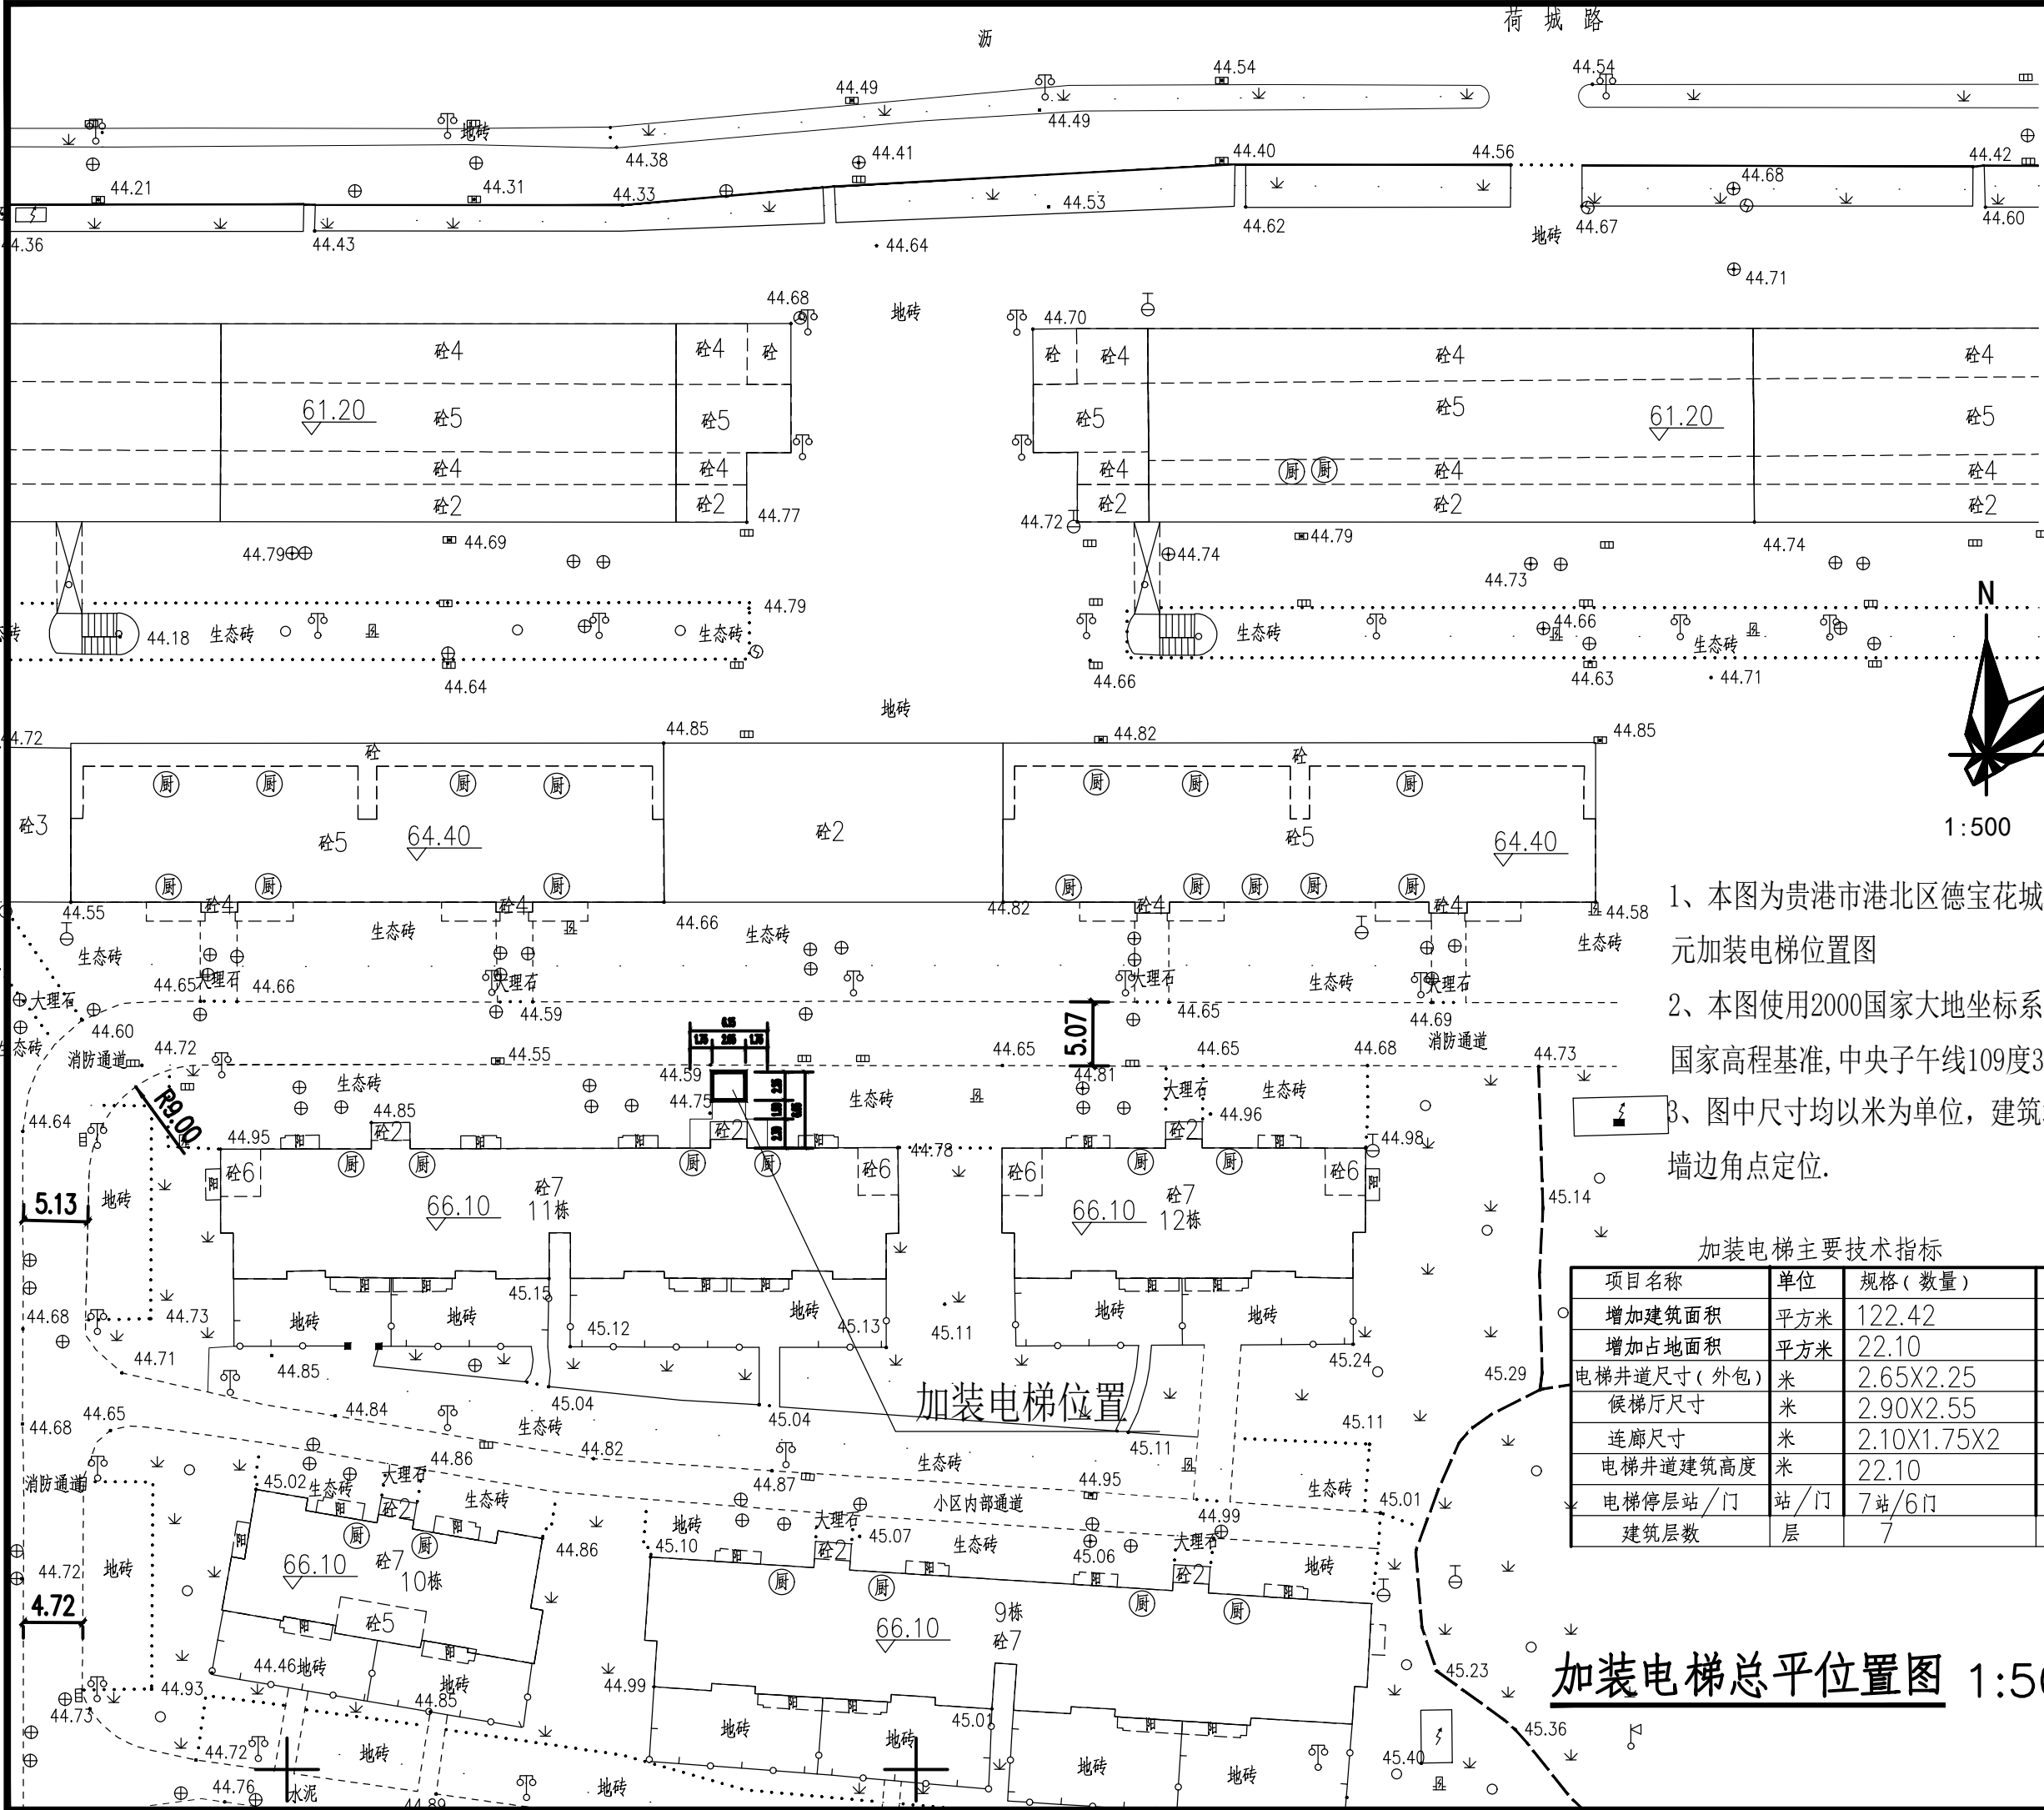 荷 城 路
沥
44.54
44.54
44.49
44.49
地砖
44.38
44.41
44.40
44.56
44.42
44.21
44.31
44.33
44.53
44.68
44.36
44.43
44.64
44.62
地砖
44.67
44.60
44.71
44.68
地砖
44.70
砼4
砼4
砼
砼
砼4
砼4
砼4
61.20
砼5
砼5
砼5
砼5
61.20
砼5
砼4
砼4
砼4
厨
厨
砼4
砼4
砼2
砼2
砼2
砼2
砼2
44.77
44.72
44.79
44.69
44.74
44.79
44.74
44.73
44.79
44.18
生态砖
生态砖
生态砖
44.66
生态砖
44.64
44.66
44.63
44.71
N
地砖
44.72
44.85
44.82
44.85
砼
砼
厨
厨
厨
厨
厨
厨
厨
砼3
砼5
64.40
砼2
砼5
64.40
1:500
厨
厨
厨
厨
厨
厨
厨
厨
44.55
砼4
砼4
44.66
44.82
砼4
砼4
44.58
1、本图为贵港市港北区德宝花城
元加装电梯位置图
2、本图使用2000国家大地坐标系
国家高程基准,中央子午线109度3
3、图中尺寸均以米为单位，建筑
墙边角点定位.
生态砖
生态砖
生态砖
生态砖
生态砖
大理石
44.65
大理石
44.66
大理石
44.59
大理石
44.65
大理石
44.69
44.60
生态砖
消防通道
44.72
44.55
5.07
44.65
44.65
44.68
消防通道
44.73
44.59
44.81
生态砖
44.75
生态砖
大理石
生态砖
R9.00
44.64
44.95
44.85
砼2
砼2
44.78
砼2
44.96
44.98
砼6
厨
厨
厨
厨
砼6
砼6
厨
厨
砼6
5.13
地砖
66.10
砼7
11栋
66.10
砼7
12栋
45.14
44.68
44.73
地砖
地砖
45.15
45.12
地砖
45.13
45.11
地砖
地砖
45.24
44.71
44.85
45.29
加装电梯位置
44.68
44.65
44.84
45.04
生态砖
45.04
45.11
45.11
44.82
44.86
44.87
生态砖
44.95
生态砖
45.01
消防通道
45.02
生态砖
大理石
生态砖
小区内部通道
44.99
砼2
地砖
大理石
45.07
生态砖
大理石
45.10
砼2
45.06
砼2
地砖
44.86
厨
厨
厨
厨
厨
厨
44.72
地砖
66.10
砼7
10栋
4.72
砼5
66.10
9栋
砼7
44.46
地砖
地砖
44.93
44.85
44.99
44.73
地砖
45.01
地砖
44.72
地砖
地砖
地砖
44.76
水泥
44.89
地砖
45.23
45.36
45.40
加装电梯主要技术指标
项目名称 单位 规格(数量)
增加建筑面积 平方米 122.42
增加占地面积 平方米 22.10
电梯井道尺寸(外包) 米 2.65X2.25
候梯厅尺寸 米 2.90X2.55
连廊尺寸 米 2.10X1.75X2
电梯井道建筑高度 米 22.10
电梯停层站/门 站/门 7站/6门
建筑层数 层 7
加装电梯总平位置图 1:5